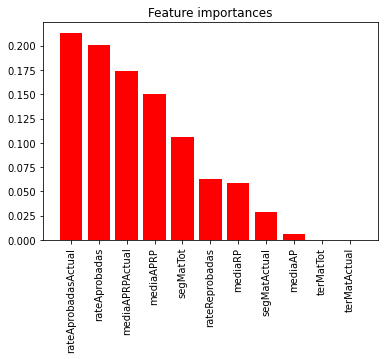 Feature importances
0.200
0.175
0.150
0.125
0.100
0.075
0.050
0.025
0.000
rateAprobadasActual
rateAprobadas
mediaAPRPActual
mediaAPRP
segMatTot
rateReprobadas
mediaRP
segMatActual
mediaAP
terMatTot
terMatActual